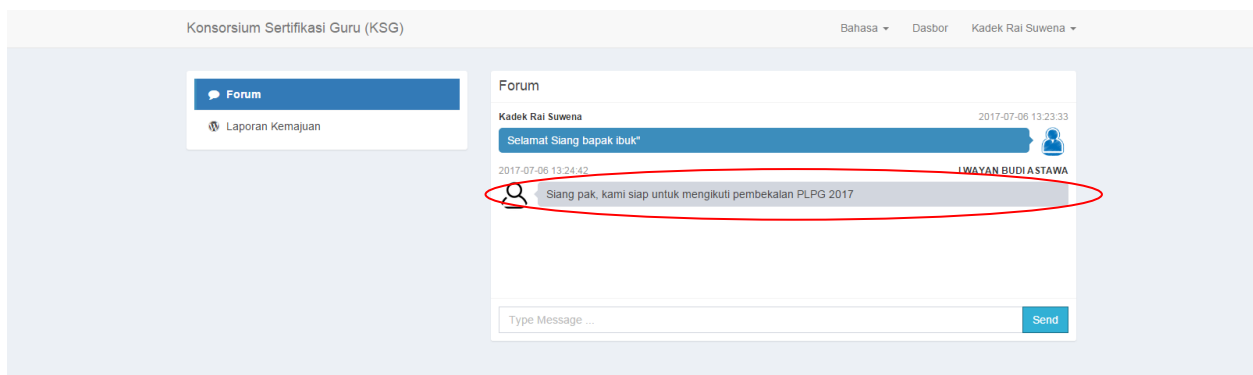 Konsorsium Sertifikasi Guru (KSG)
Bahasa Dasbor Kadek Rai Suwena
Forum
Laporan Kemajuan
Forum
Kadek Rai Suwena 2017-07-06 13:23:33
Selamat Siang bapak ibuk"
2017-07-06 13:24:42 I WAYAN BUDI ASTAWA
Siang pak, kami siap untuk mengikuti pembekalan PLPG 2017
Type Message ... Send